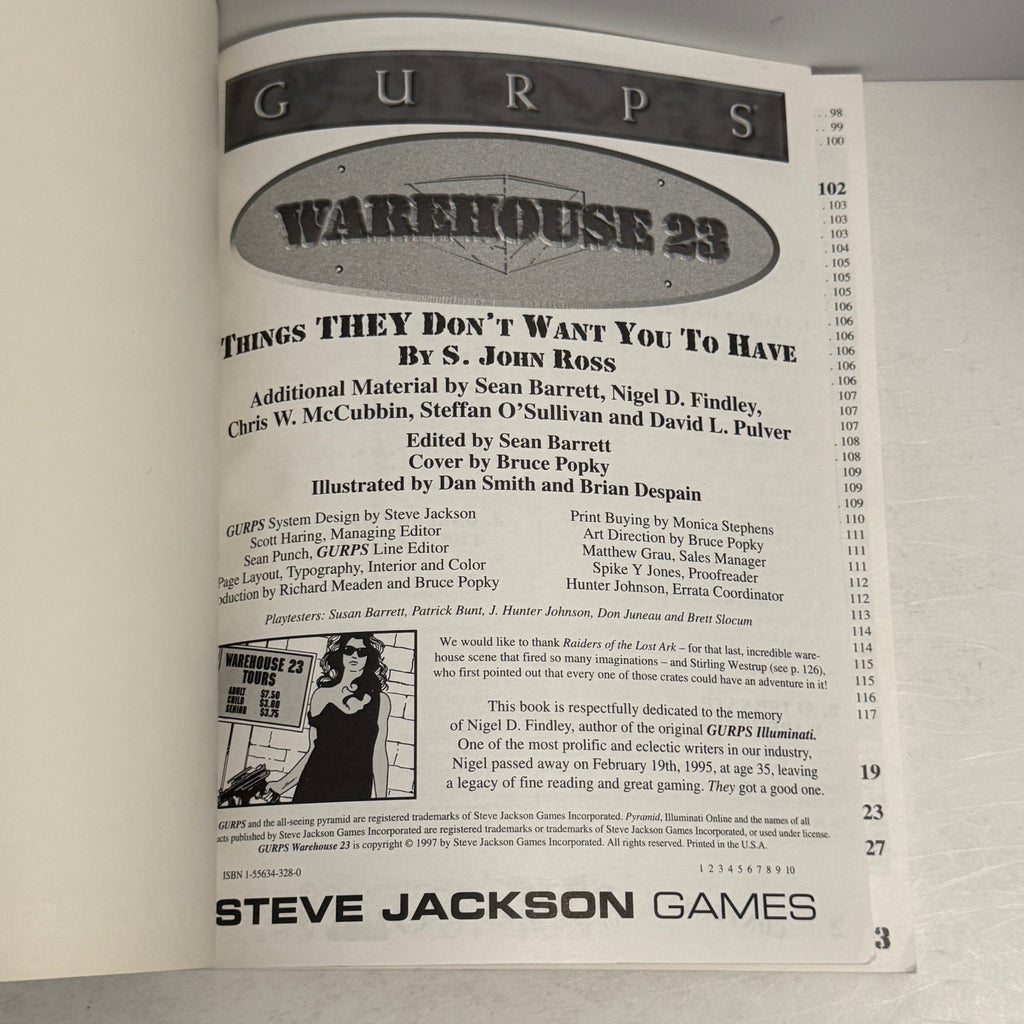 GURPS
WAREHOUSE 23
THINGS THEY DON'T WANT YOU TO HAVE
BY S. JOHN ROSS
Additional Material by Sean Barrett, Nigel D. Findley,
Chris W. McCubbin, Steffan O'Sullivan and David L. Pulver
Edited by Sean Barrett
Cover by Bruce Popky
Illustrated by Dan Smith and Brian Despain
GURPS System Design by Steve Jackson
Scott Haring, Managing Editor
Sean Punch, GURPS Line Editor
Page Layout, Typography, Interior and Color
oduction by Richard Meaden and Bruce Popky
Print Buying by Monica Stephens
Art Direction by Bruce Popky
Matthew Grau, Sales Manager
Spike Y Jones, Proofreader
Hunter Johnson, Errata Coordinator
Playtesters: Susan Barrett, Patrick Bunt, J. Hunter Johnson, Don Juneau and Brett Slocum
WAREHOUSE 23
TOURS
ADULT $7.50
CHILD $3.00
SENIOR $3.75
We would like to thank Raiders of the Lost Ark – for that last, incredible ware-
house scene that fired so many imaginations – and Stirling Westrup (see p. 126),
who first pointed out that every one of those crates could have an adventure in it!
This book is respectfully dedicated to the memory
of Nigel D. Findley, author of the original GURPS Illuminati.
One of the most prolific and eclectic writers in our industry,
Nigel passed away on February 19th, 1995, at age 35, leaving
a legacy of fine reading and great gaming. They got a good one.
GURPS and the all-seeing pyramid are registered trademarks of Steve Jackson Games Incorporated. Pyramid, Illuminati Online and the names of all
ucts published by Steve Jackson Games Incorporated are registered trademarks or trademarks of Steve Jackson Games Incorporated, or used under license.
GURPS Warehouse 23 is copyright © 1997 by Steve Jackson Games Incorporated. All rights reserved. Printed in the U.S.A.
ISBN 1-55634-328-0
1 2 3 4 5 6 7 8 9 10
STEVE JACKSON GAMES
. . 98
. . 99
. 100
102
. 103
. 103
. 103
. 104
. 105
. 105
. 105
106
. 106
. 106
. 106
. 106
. 106
107
107
107
. 108
. 108
109
109
. 109
. 110
111
111
111
112
112
113
114
114
115
115
116
117
19
23
27
3